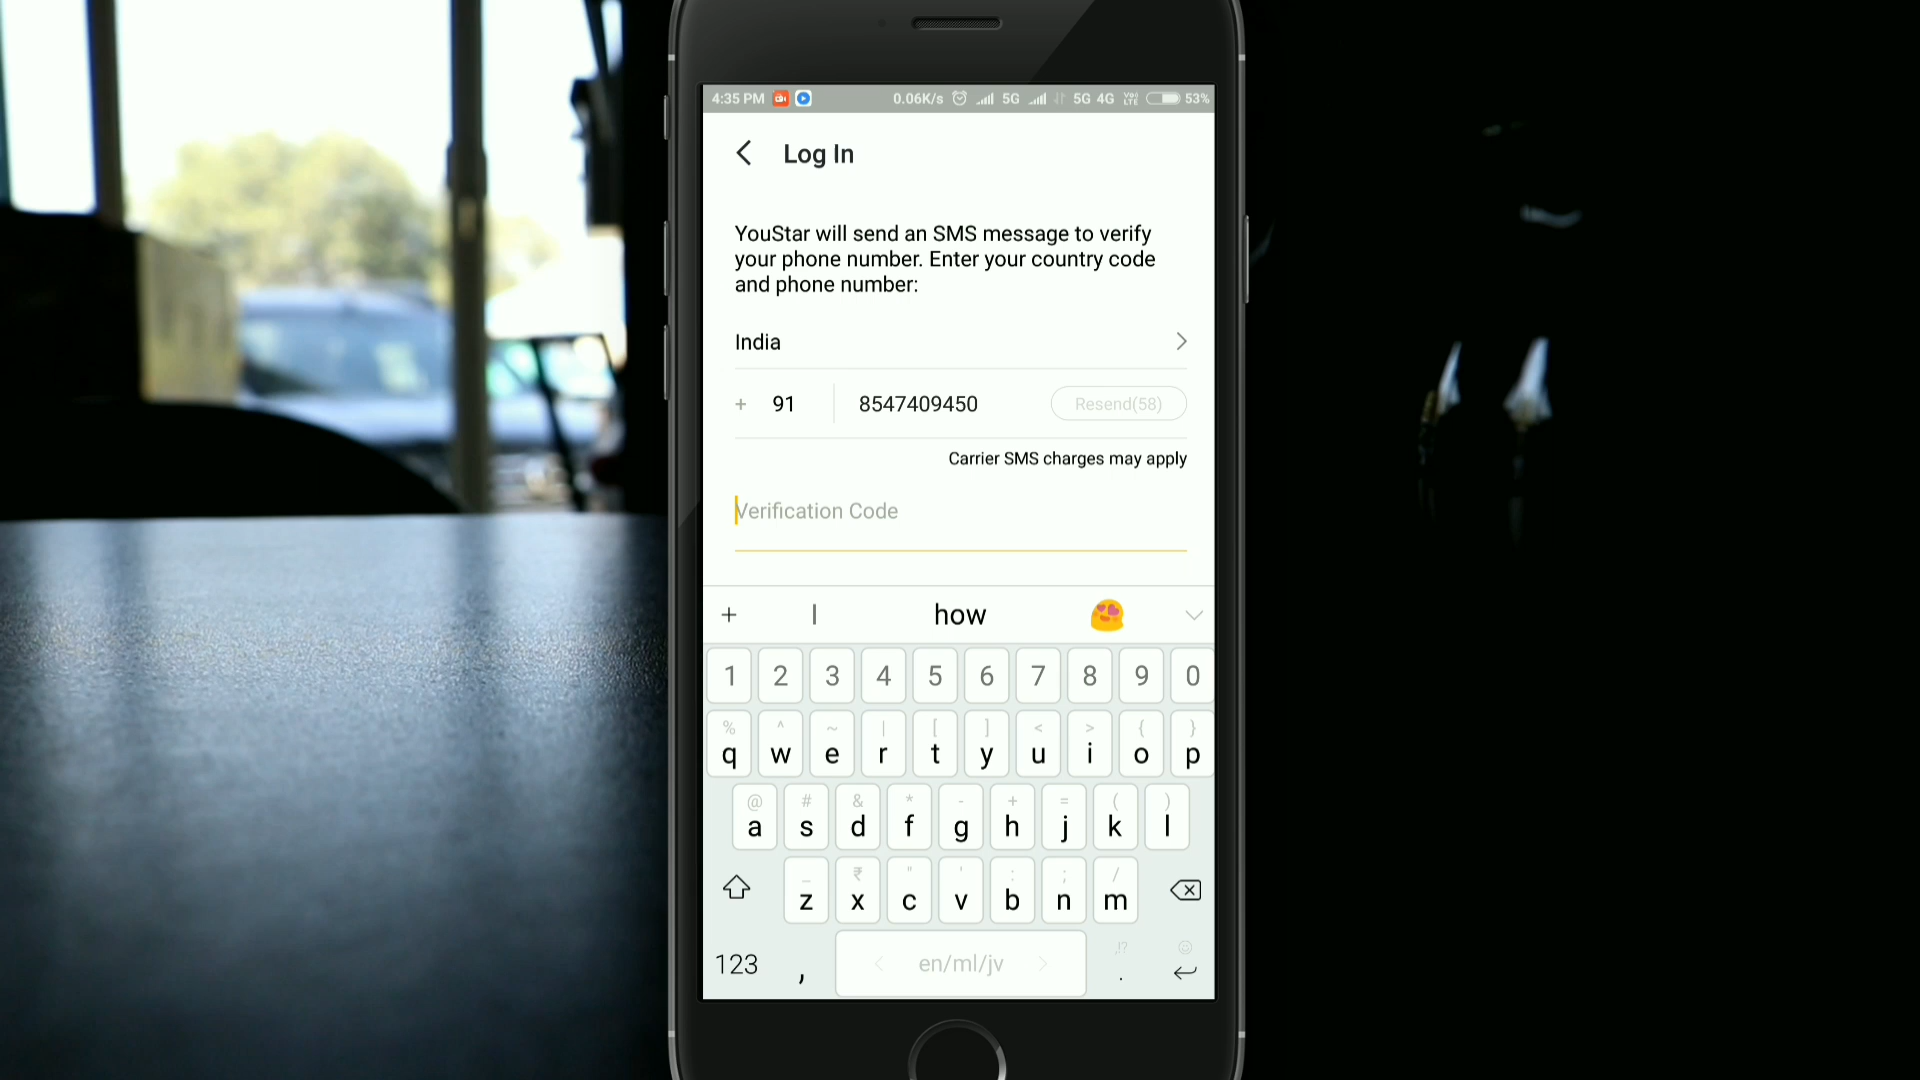 4:35 PM 0.06K/s 5G 5G 4G VoLTE 53%
Log In
YouStar will send an SMS message to verify
your phone number. Enter your country code
and phone number:
India
+ 91 8547409450 Resend(58)
Carrier SMS charges may apply
Verification Code
+ | how 😍
1 2 3 4 5 6 7 8 9 0
% ^ ~ | [ ] < > { }
q w e r t y u i o p
@ # & * - + = ( )
a s d f g h j k l
_ ₹ " ' : ; /
z x c v b n m
,!?
123 , < en/ml/jv > .